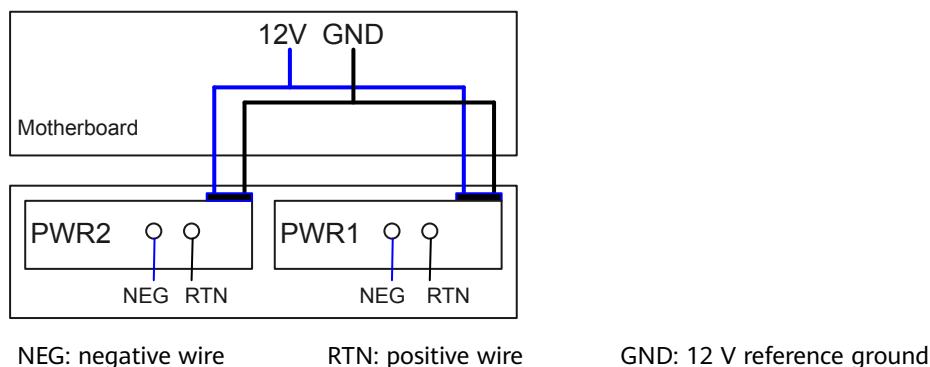 12V GND
Motherboard
PWR2 PWR1
NEG RTN NEG RTN
NEG: negative wire RTN: positive wire GND: 12 V reference ground